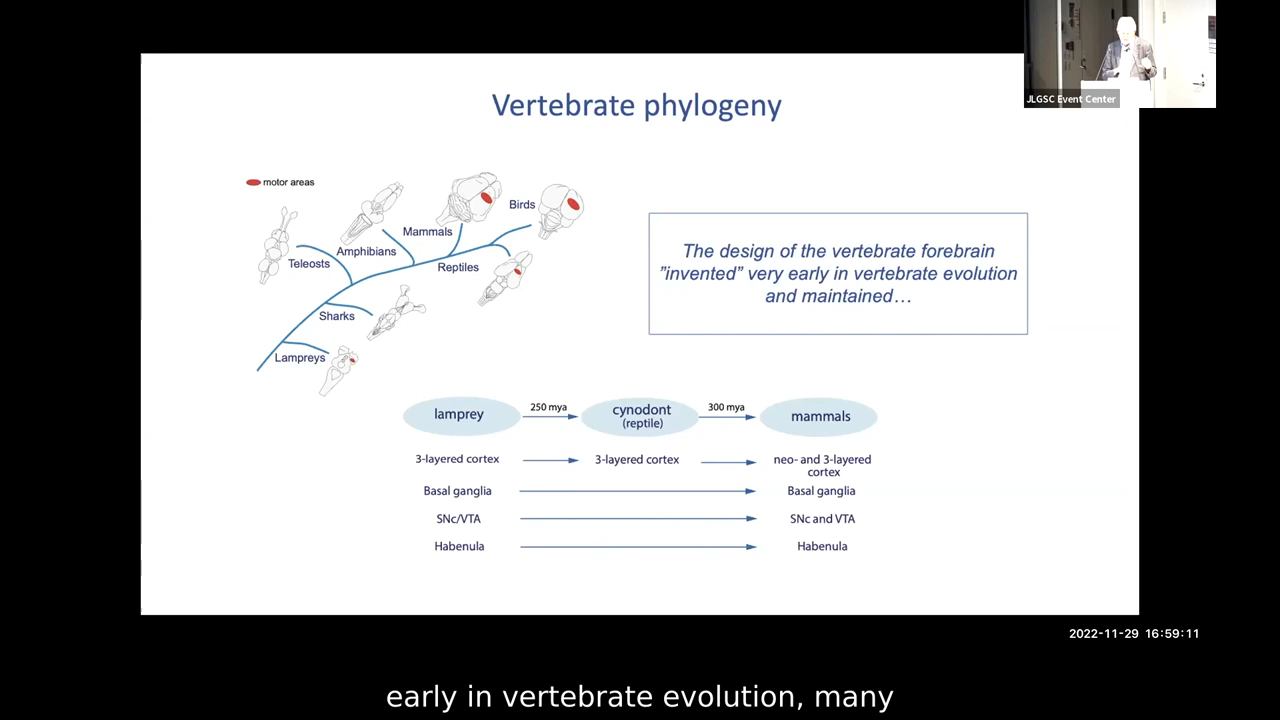 JLGSC Event Center
Vertebrate phylogeny
motor areas
Birds
Mammals
Amphibians
Teleosts
Reptiles
Sharks
Lampreys
The design of the vertebrate forebrain
”invented” very early in vertebrate evolution
and maintained…
lamprey
250 mya
cynodont
(reptile)
300 mya
mammals
3-layered cortex
3-layered cortex
neo- and 3-layered
cortex
Basal ganglia
Basal ganglia
SNc/VTA
SNc and VTA
Habenula
Habenula
2022-11-29 16:59:11
early in vertebrate evolution, many